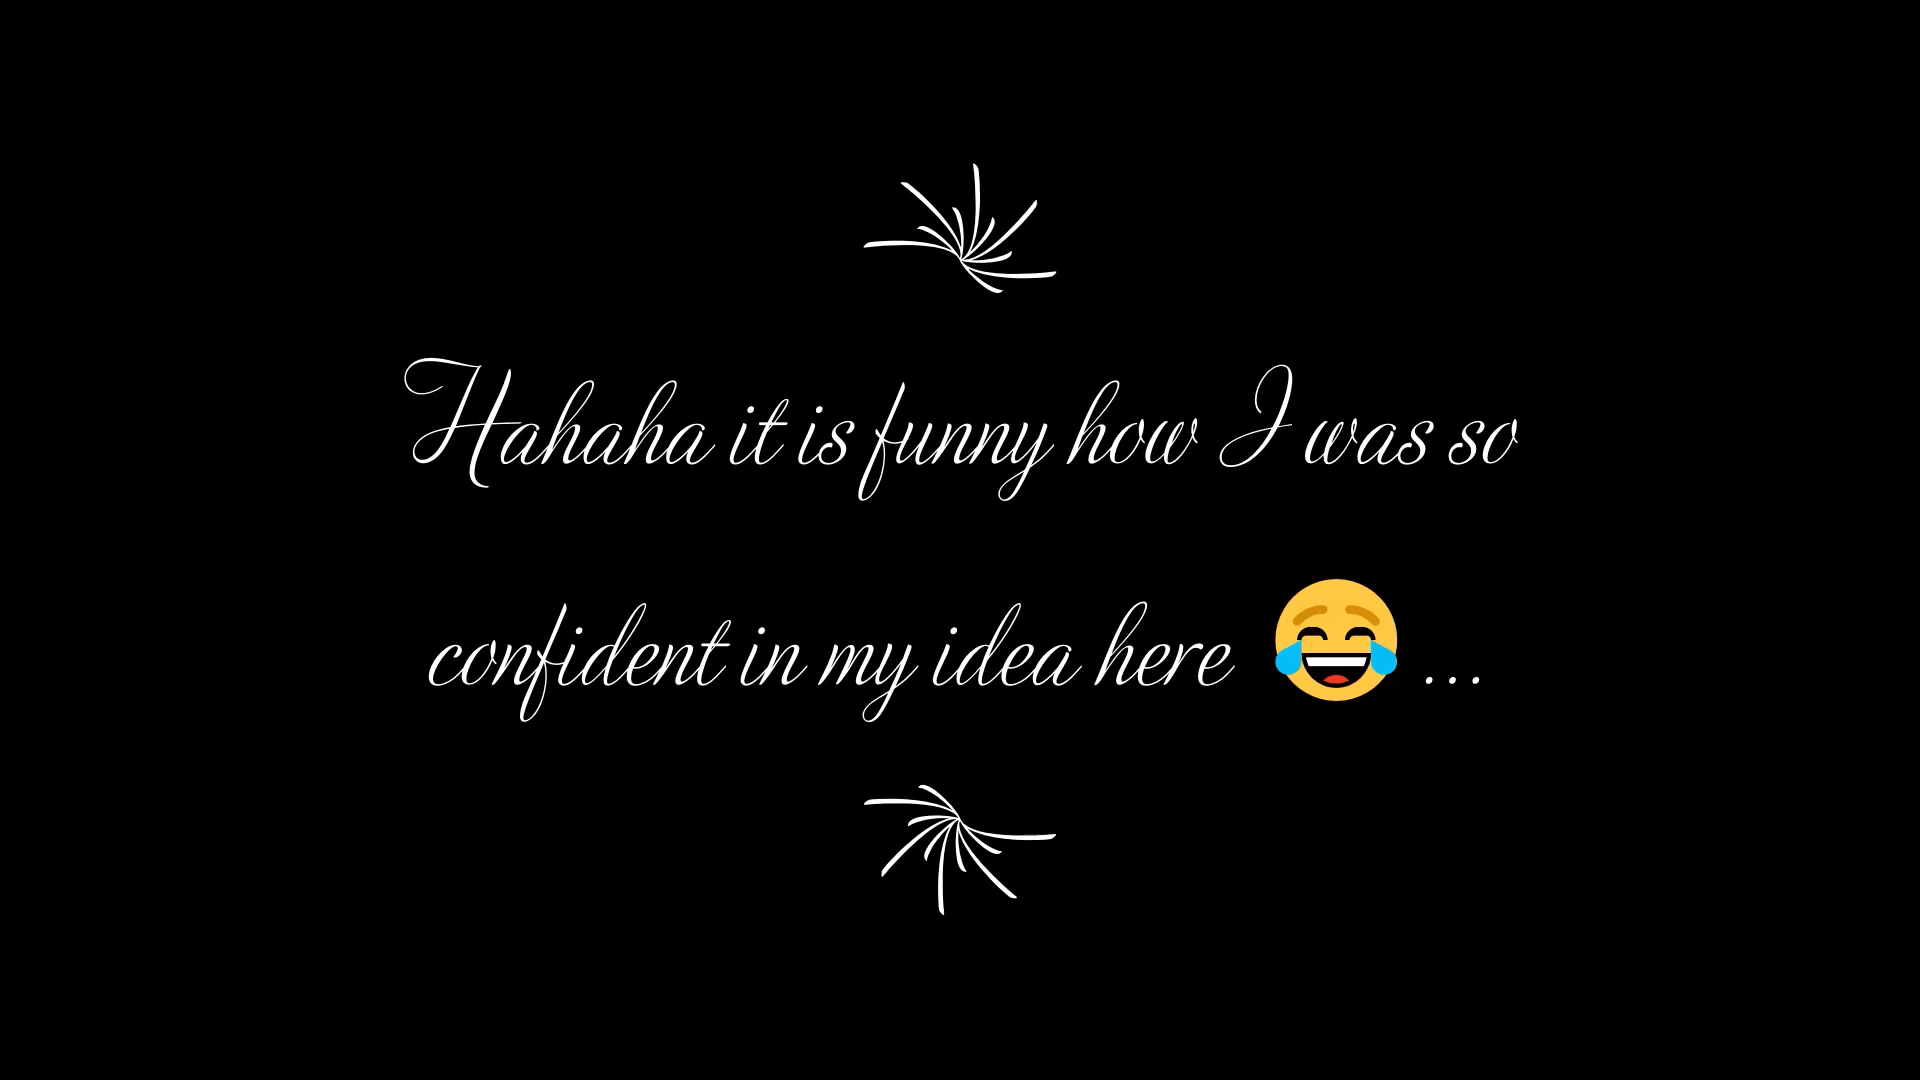 Hahaha it is funny how I was so
confident in my idea here 😂 ...